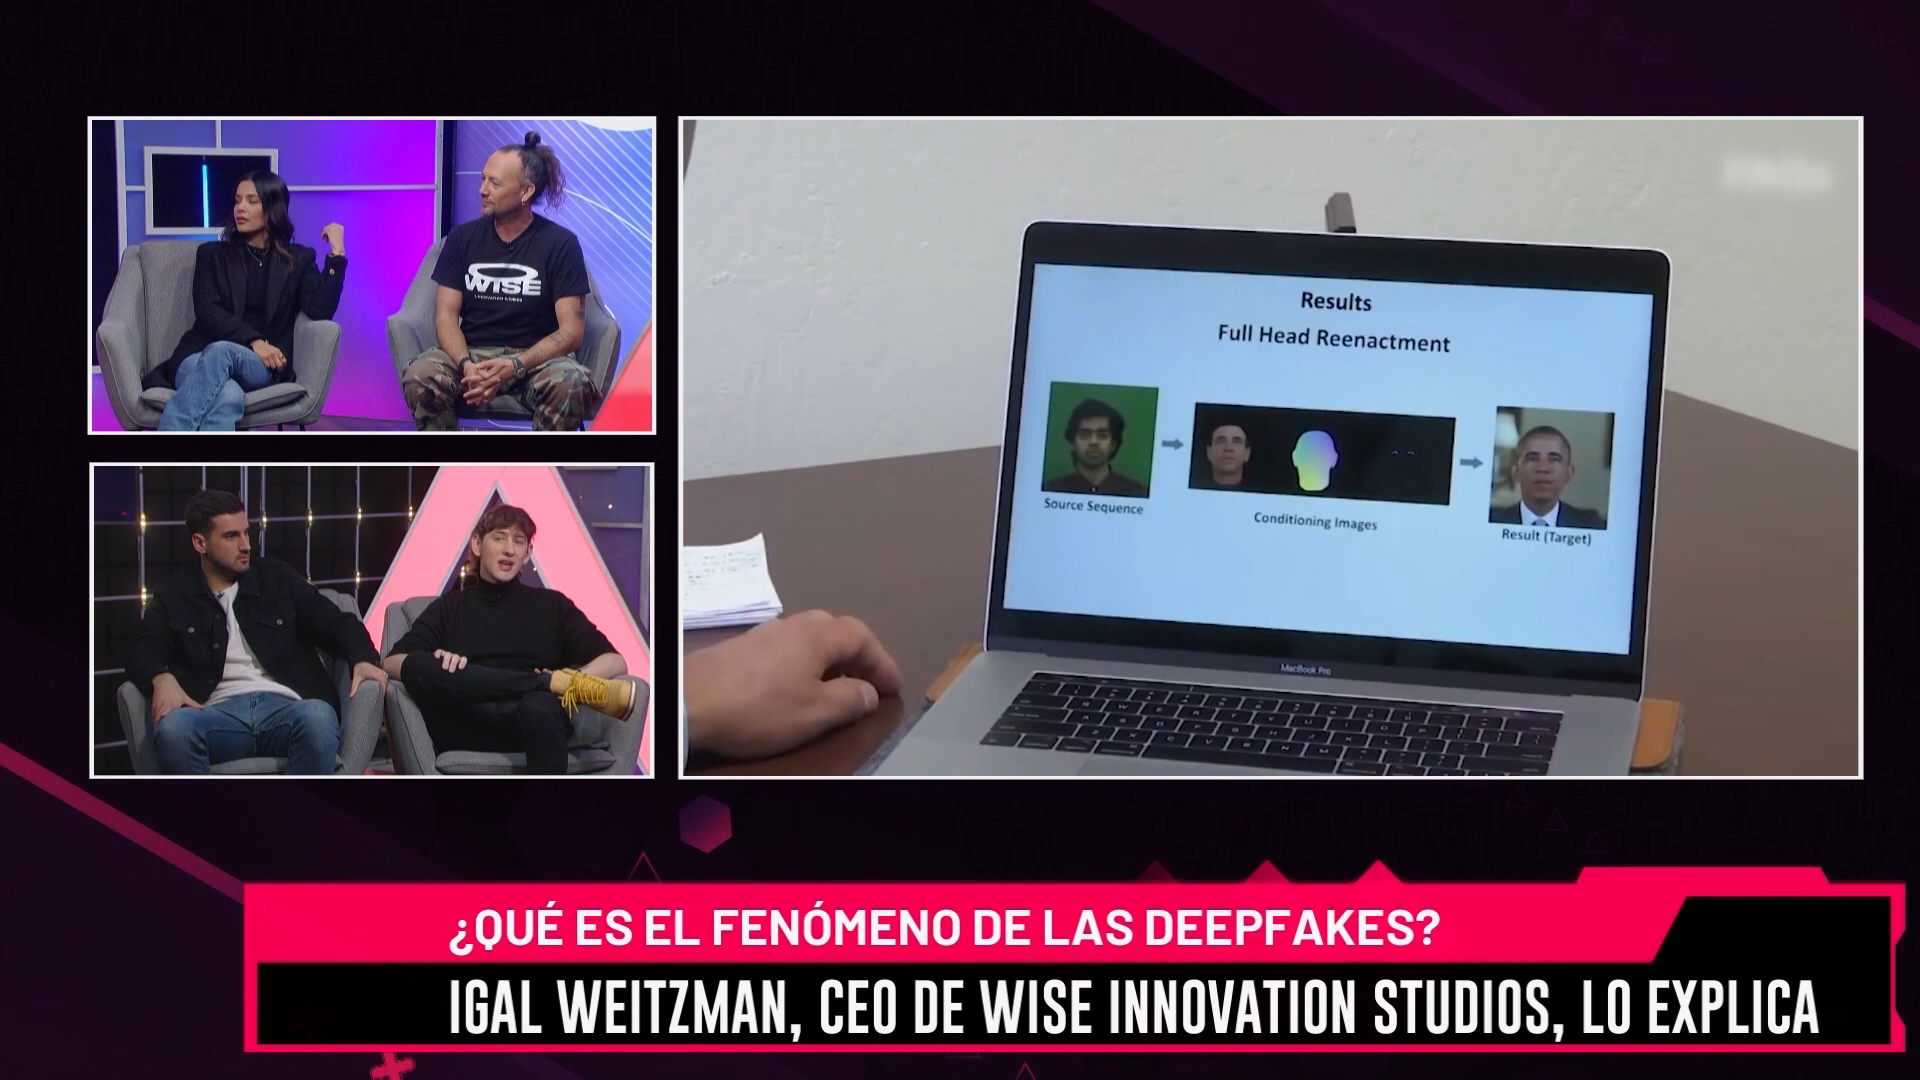 WISE
Results
Full Head Reenactment
Source Sequence
Conditioning Images
Result (Target)
MacBook Pro
¿QUÉ ES EL FENÓMENO DE LAS DEEPFAKES?
IGAL WEITZMAN, CEO DE WISE INNOVATION STUDIOS, LO EXPLICA